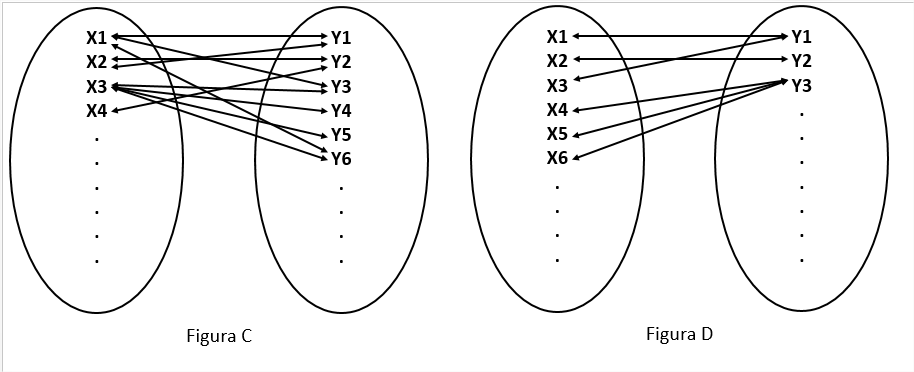 X1
X2
X3
X4
.
.
.
.
.
.
Y1
Y2
Y3
Y4
Y5
Y6
.
.
.
.
Figura C
X1
X2
X3
X4
X5
X6
.
.
.
.
Y1
Y2
Y3
.
.
.
.
.
.
.
Figura D